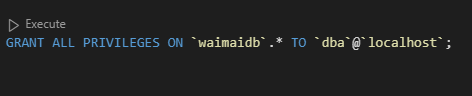 Execute
GRANT ALL PRIVILEGES ON `waimaidb`.* TO `dba`@`localhost`;